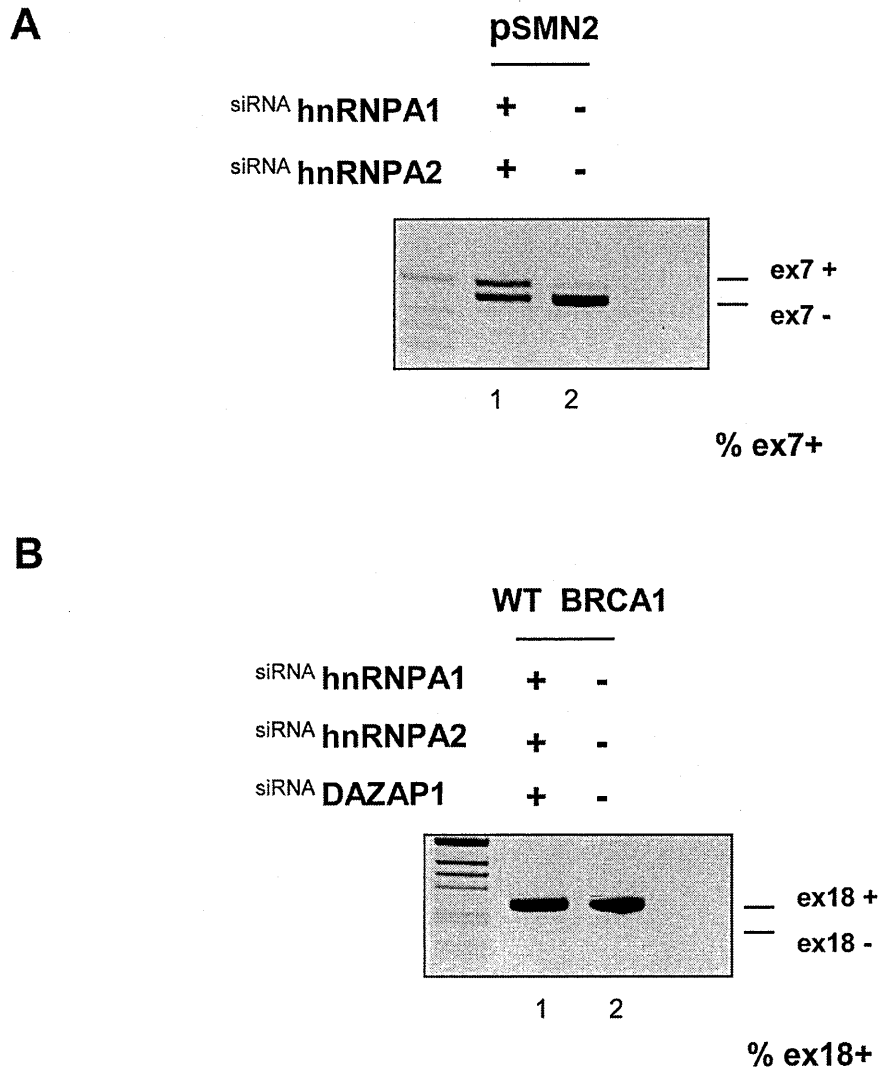 A
pSMN2
siRNA hnRNPA1 + -
siRNA hnRNPA2 + -
ex7 +
ex7 -
1 2
% ex7+
B
WT BRCA1
siRNA hnRNPA1 + -
siRNA hnRNPA2 + -
siRNA DAZAP1 + -
ex18 +
ex18 -
1 2
% ex18+